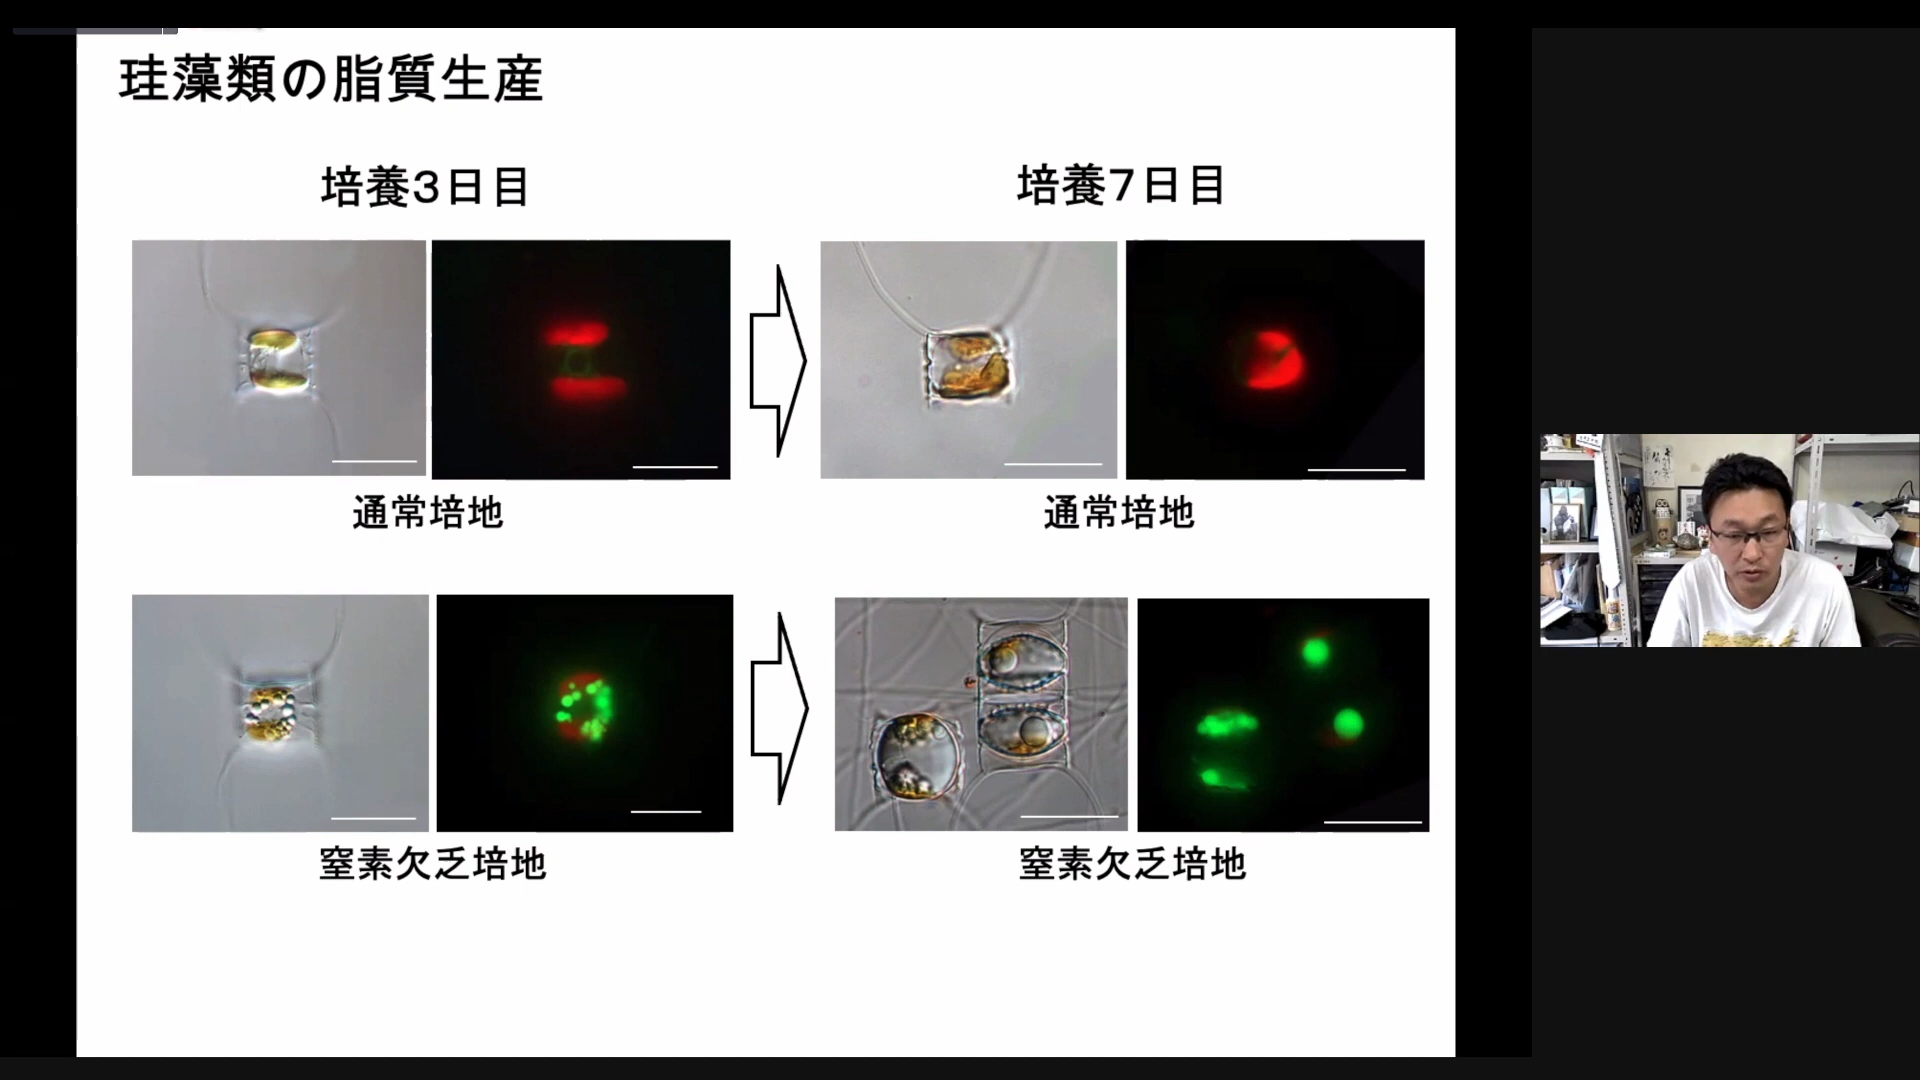 珪藻類の脂質生産
培養3日目
培養7日目
通常培地
通常培地
窒素欠乏培地
窒素欠乏培地